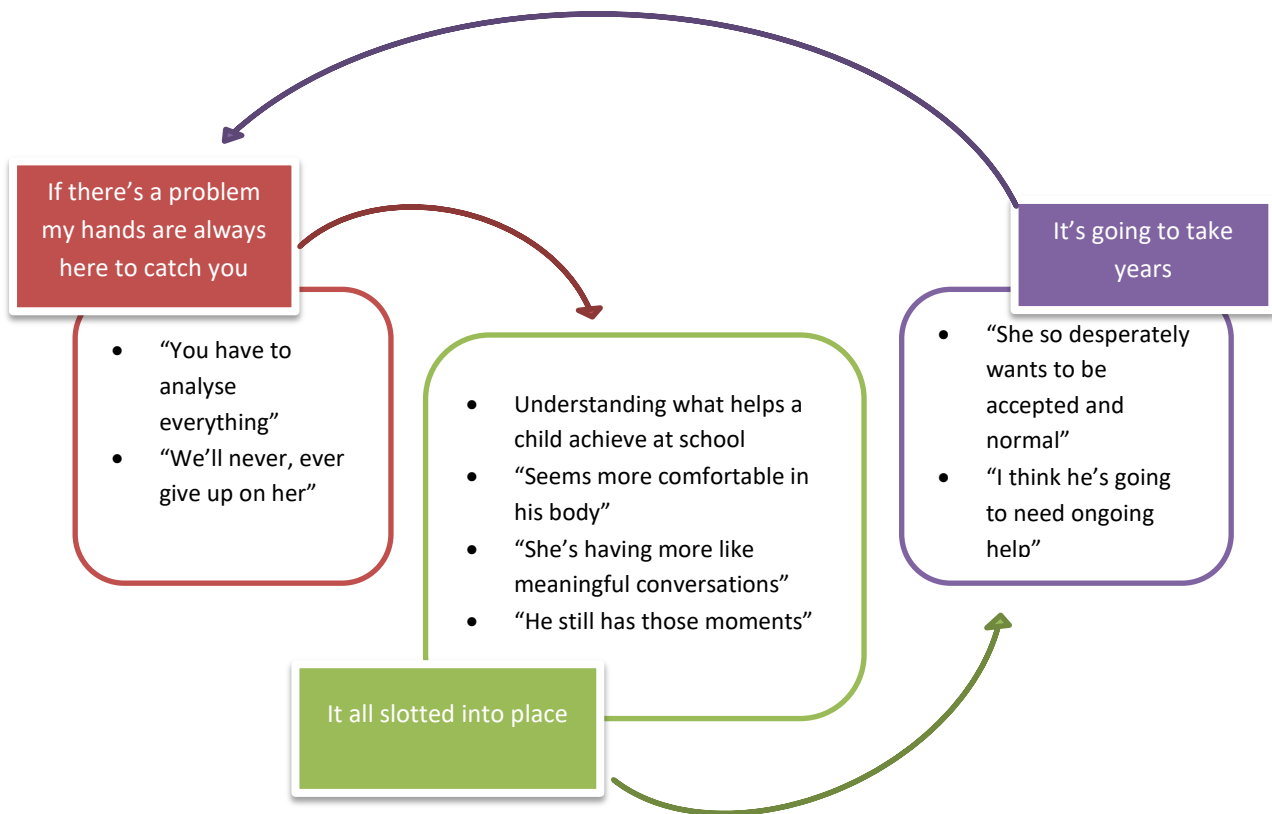 If there’s a problem
my hands are always
here to catch you
• “You have to
analyse
everything”
• “We’ll never, ever
give up on her”
• Understanding what helps a
child achieve at school
• “Seems more comfortable in
his body”
• “She’s having more like
meaningful conversations”
• “He still has those moments”
It all slotted into place
It’s going to take
years
• “She so desperately
wants to be
accepted and
normal”
• “I think he’s going
to need ongoing
help”